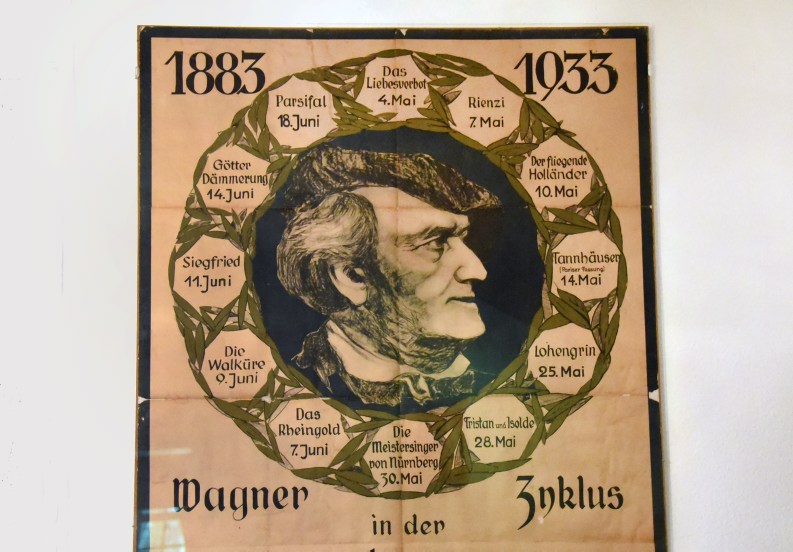 1883
1933
Das
Liebesverbot
4. Mai
Rienzi
7. Mai
Der fliegende
Holländer
10. Mai
Tannhäuser
(Pariser Fassung)
14. Mai
Lohengrin
25. Mai
Tristan und Isolde
28. Mai
Die
Meistersinger
von Nürnberg
30. Mai
Das
Rheingold
7. Juni
Die
Walküre
9. Juni
Siegfried
11. Juni
Götter
Dämmerung
14. Juni
Parsifal
18. Juni
Wagner Zyklus
in der